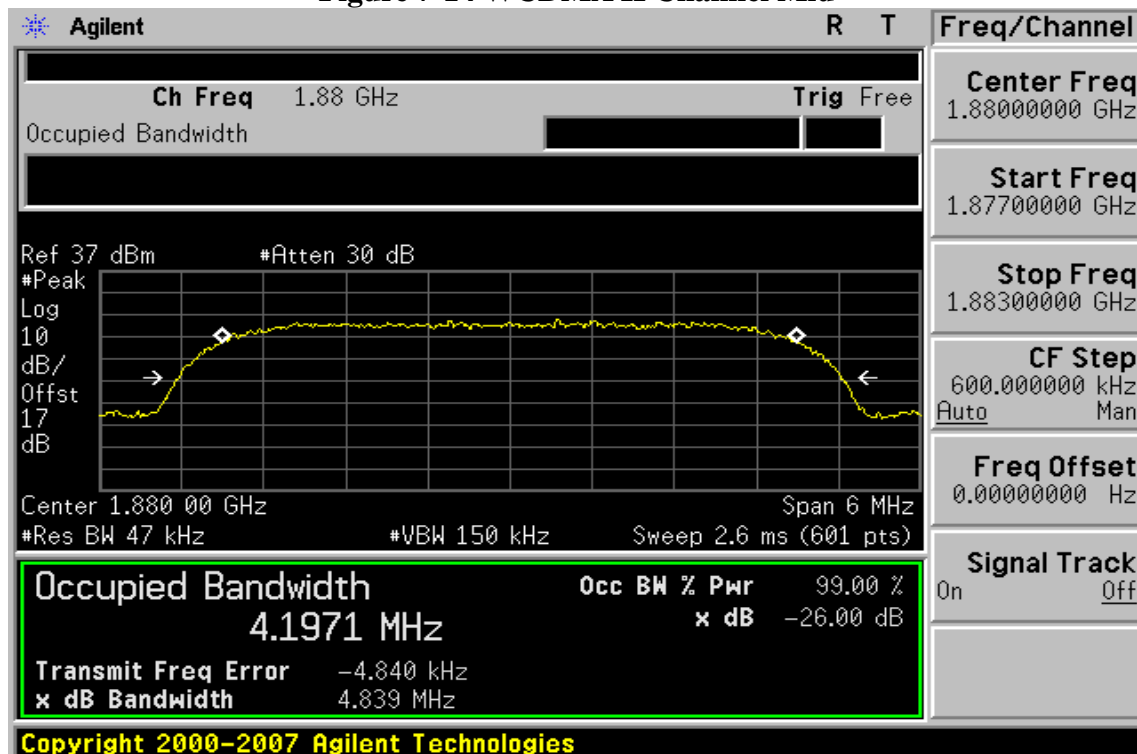 Agilent R T
Ch Freq 1.88 GHz Trig Free
Occupied Bandwidth
Ref 37 dBm #Atten 30 dB
#Peak
Log
10
dB/
Offst
17
dB
Center 1.880 00 GHz Span 6 MHz
#Res BW 47 kHz #VBW 150 kHz Sweep 2.6 ms (601 pts)
Occupied Bandwidth
4.1971 MHz
Occ BW % Pwr 99.00 %
x dB -26.00 dB
Transmit Freq Error -4.840 kHz
x dB Bandwidth 4.839 MHz
Copyright 2000-2007 Agilent Technologies
Freq/Channel
Center Freq
1.88000000 GHz
Start Freq
1.87700000 GHz
Stop Freq
1.88300000 GHz
CF Step
600.000000 kHz
Auto Man
Freq Offset
0.00000000 Hz
Signal Track
On Off